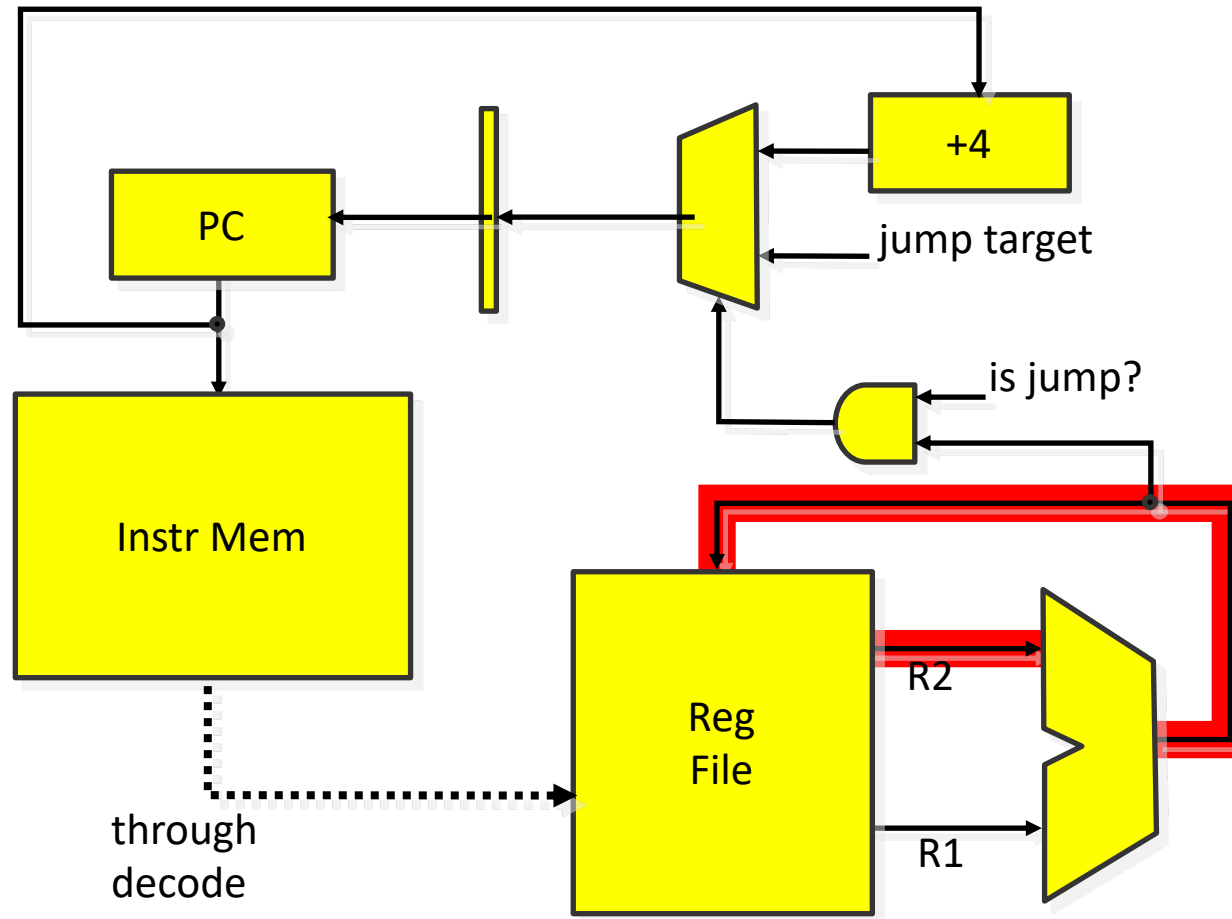 +4
PC
jump target
is jump?
Instr Mem
R2
Reg
File
through
decode
R1